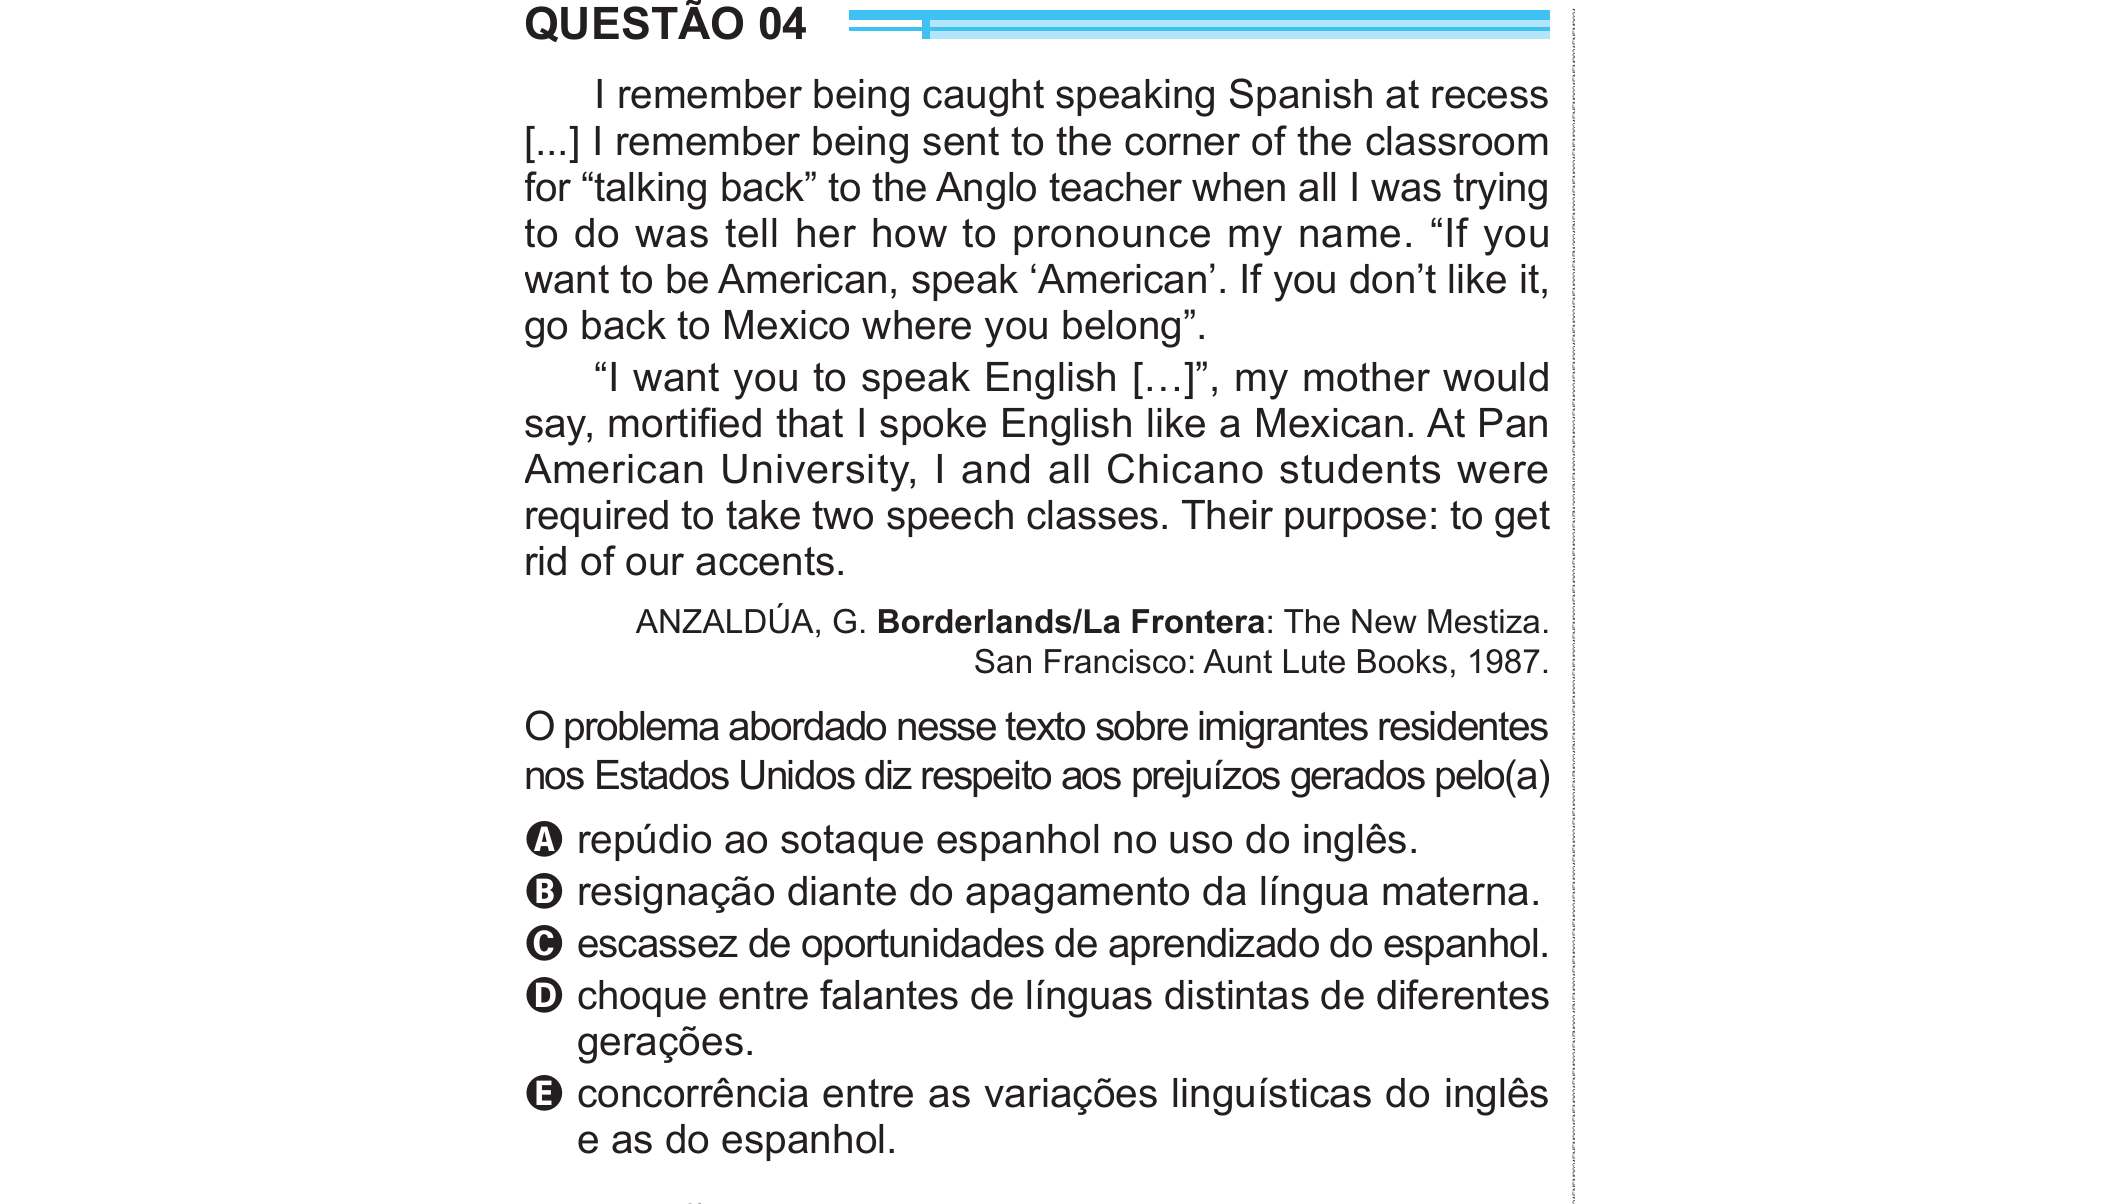 QUESTÃO 04
I remember being caught speaking Spanish at recess
[...] I remember being sent to the corner of the classroom
for “talking back” to the Anglo teacher when all I was trying
to do was tell her how to pronounce my name. “If you
want to be American, speak ‘American’. If you don’t like it,
go back to Mexico where you belong”.
“I want you to speak English […]”, my mother would
say, mortified that I spoke English like a Mexican. At Pan
American University, I and all Chicano students were
required to take two speech classes. Their purpose: to get
rid of our accents.
ANZALDÚA, G. Borderlands/La Frontera: The New Mestiza.
San Francisco: Aunt Lute Books, 1987.
O problema abordado nesse texto sobre imigrantes residentes
nos Estados Unidos diz respeito aos prejuízos gerados pelo(a)
A repúdio ao sotaque espanhol no uso do inglês.
B resignação diante do apagamento da língua materna.
C escassez de oportunidades de aprendizado do espanhol.
D choque entre falantes de línguas distintas de diferentes
gerações.
E concorrência entre as variações linguísticas do inglês
e as do espanhol.